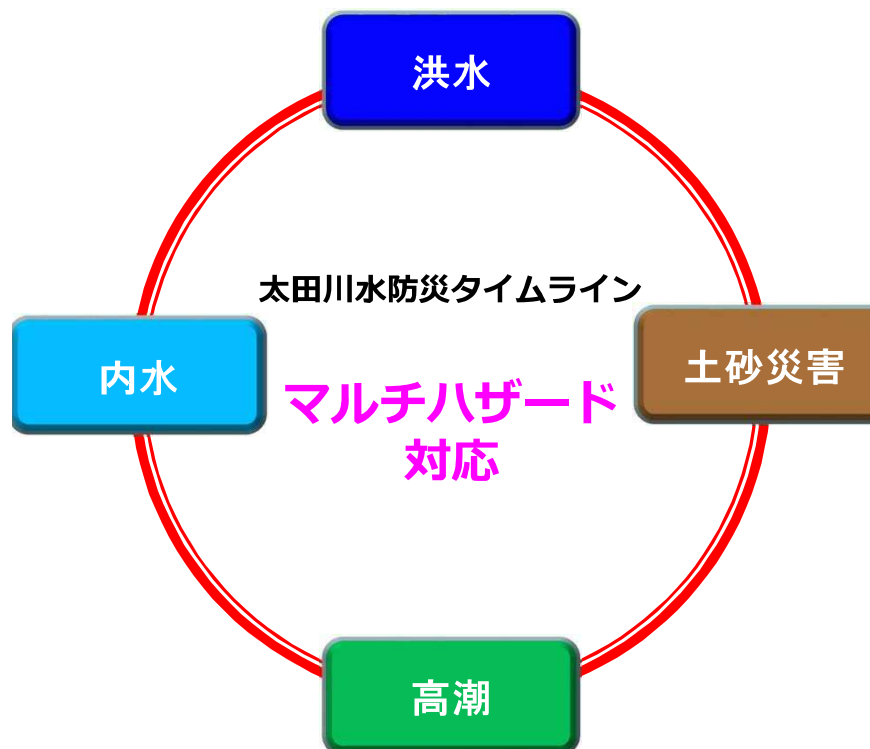 洪水
太田川水防災タイムライン
内水
土砂災害
マルチハザード
対応
高潮